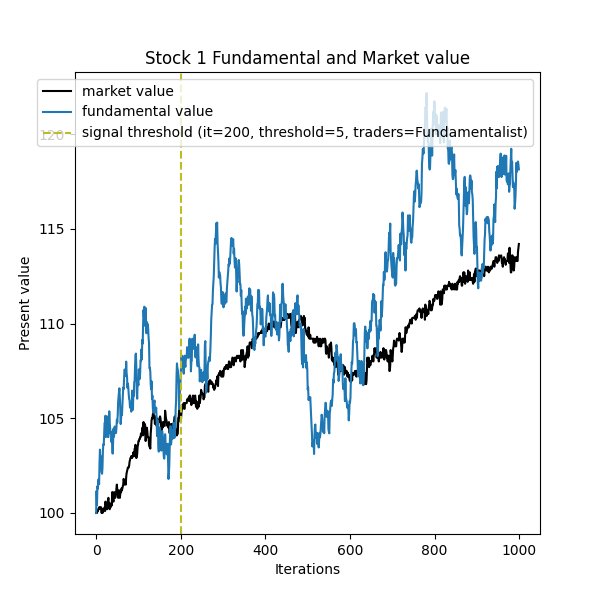 Stock 1 Fundamental and Market value
market value
fundamental value
signal threshold (it=200, threshold=5, traders=Fundamentalist)
120
115
110
105
100
Present value
0 200 400 600 800 1000
Iterations